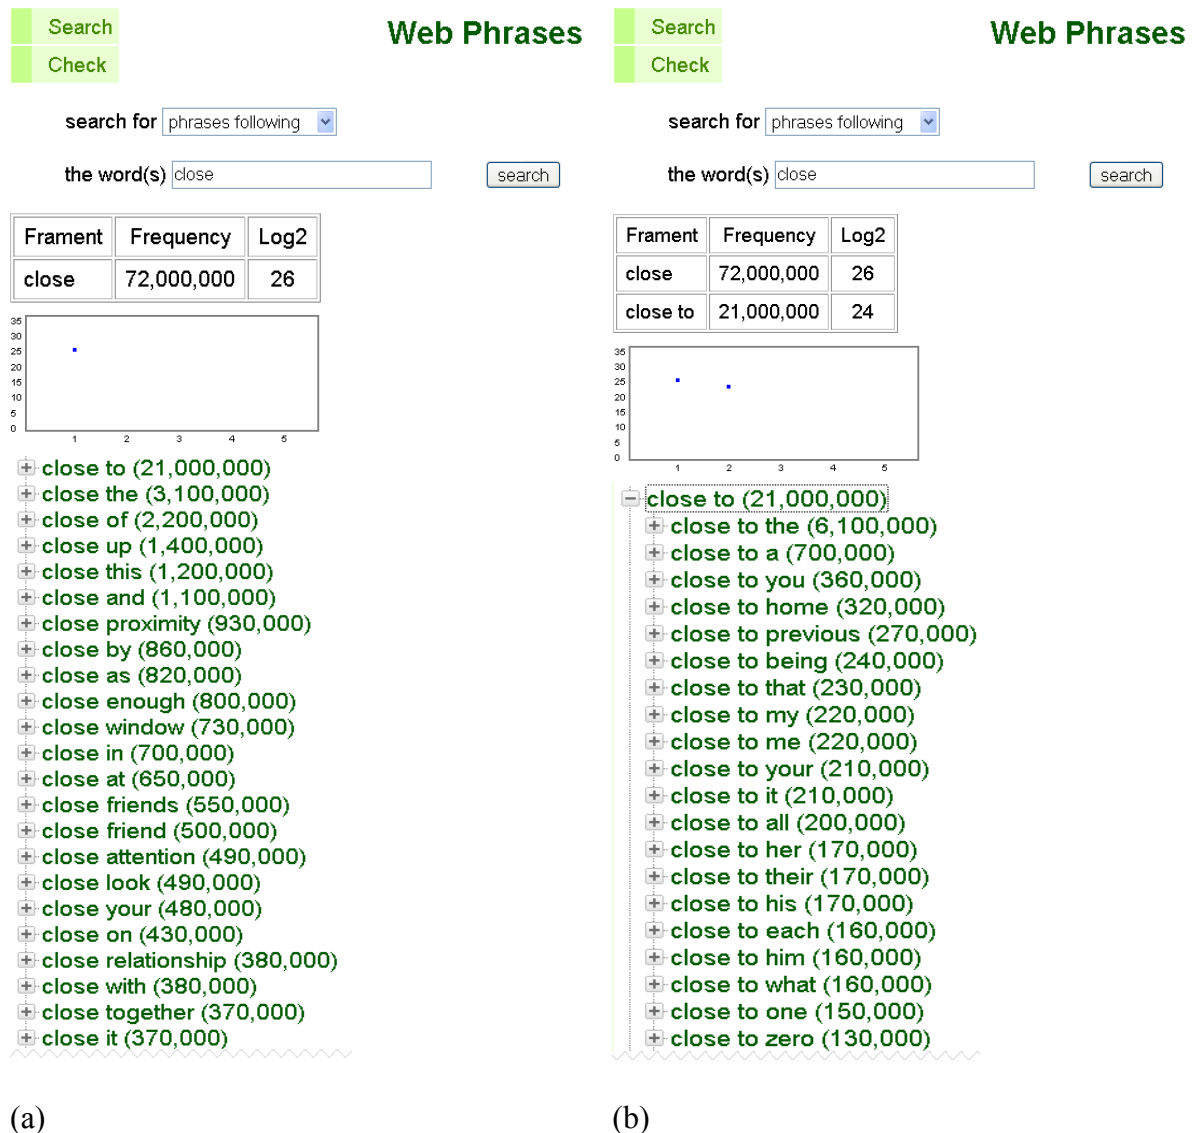 Search
Web Phrases
Check
search for phrases following
the word(s) close search
Frament Frequency Log2
close 72,000,000 26
35
30
25
20
15
10
5
0
1 2 3 4 5
close to (21,000,000)
close the (3,100,000)
close of (2,200,000)
close up (1,400,000)
close this (1,200,000)
close and (1,100,000)
close proximity (930,000)
close by (860,000)
close as (820,000)
close enough (800,000)
close window (730,000)
close in (700,000)
close at (650,000)
close friends (550,000)
close friend (500,000)
close attention (490,000)
close look (490,000)
close your (480,000)
close on (430,000)
close relationship (380,000)
close with (380,000)
close together (370,000)
close it (370,000)
(a)
Search
Web Phrases
Check
search for phrases following
the word(s) close search
Frament Frequency Log2
close 72,000,000 26
close to 21,000,000 24
35
30
25
20
15
10
5
0
1 2 3 4 5
close to (21,000,000)
close to the (6,100,000)
close to a (700,000)
close to you (360,000)
close to home (320,000)
close to previous (270,000)
close to being (240,000)
close to that (230,000)
close to my (220,000)
close to me (220,000)
close to your (210,000)
close to it (210,000)
close to all (200,000)
close to her (170,000)
close to their (170,000)
close to his (170,000)
close to each (160,000)
close to him (160,000)
close to what (160,000)
close to one (150,000)
close to zero (130,000)
(b)